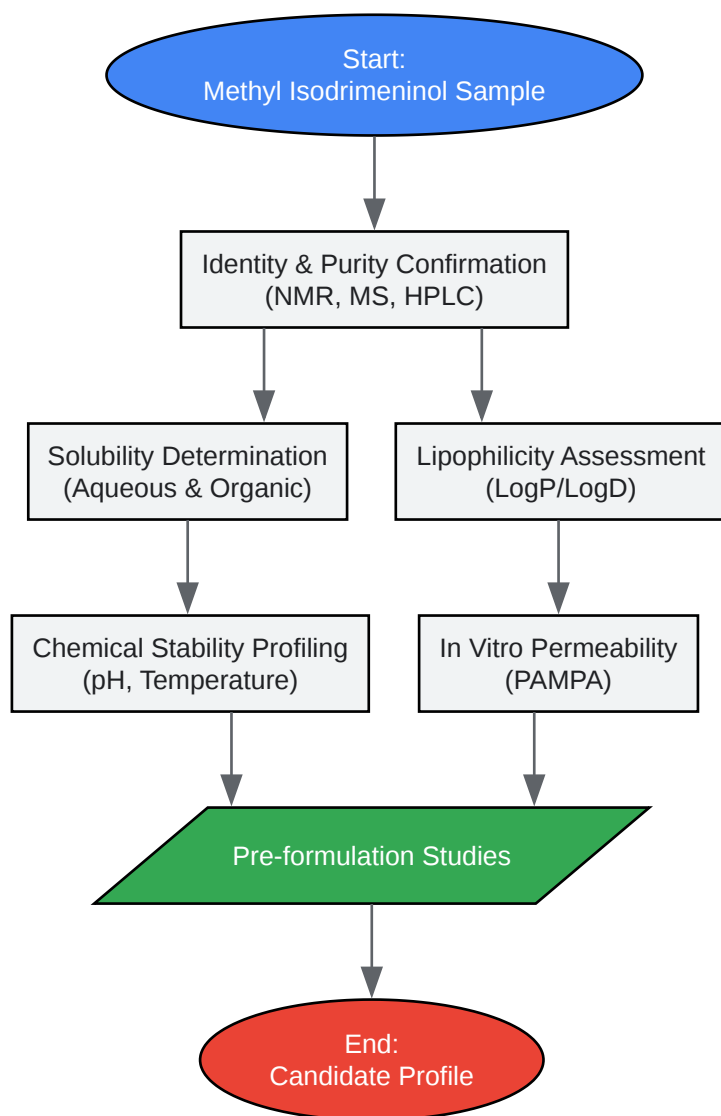 Start:
Methyl Isodrimeninol Sample
Identity & Purity Confirmation
(NMR, MS, HPLC)
Solubility Determination
(Aqueous & Organic)
Lipophilicity Assessment
(LogP/LogD)
Chemical Stability Profiling
(pH, Temperature)
In Vitro Permeability
(PAMPA)
Pre-formulation Studies
End:
Candidate Profile